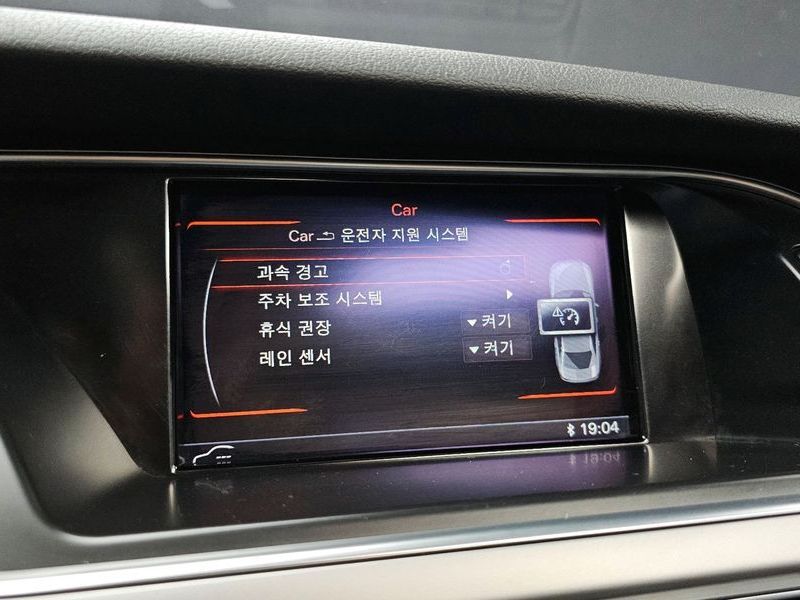 Car
Car 운전자 지원 시스템
과속 경고
주차 보조 시스템
휴식 권장 켜기
레인 센서 켜기
19:04